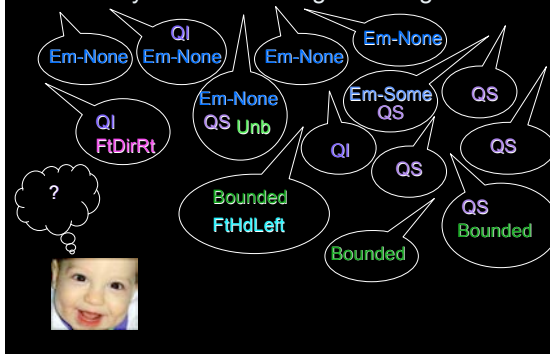 Em-None
QI
Em-None
Em-None
Em-None
QI
FtDirRt
Em-None
QS Unb
Em-Some
QS
QS
QI
QS
QS
?
Bounded
FtHdLeft
Bounded
QS
Bounded